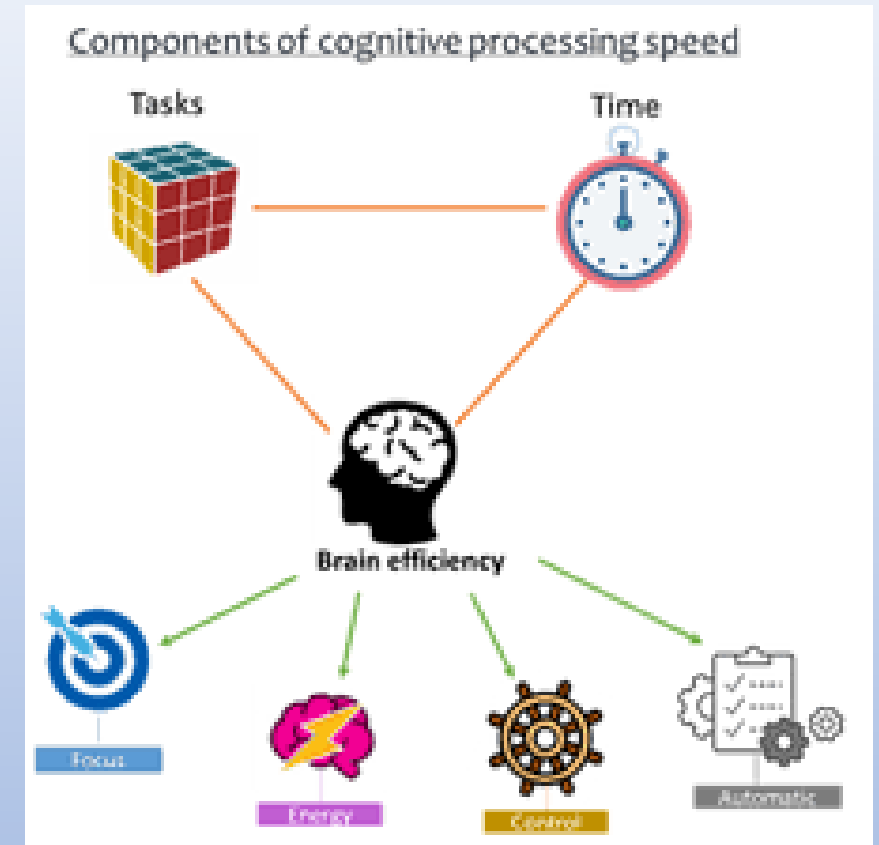 Components of cognitive processing speed
Tasks
Time
Brain efficiency
Focus
Energy
Control
Automatic